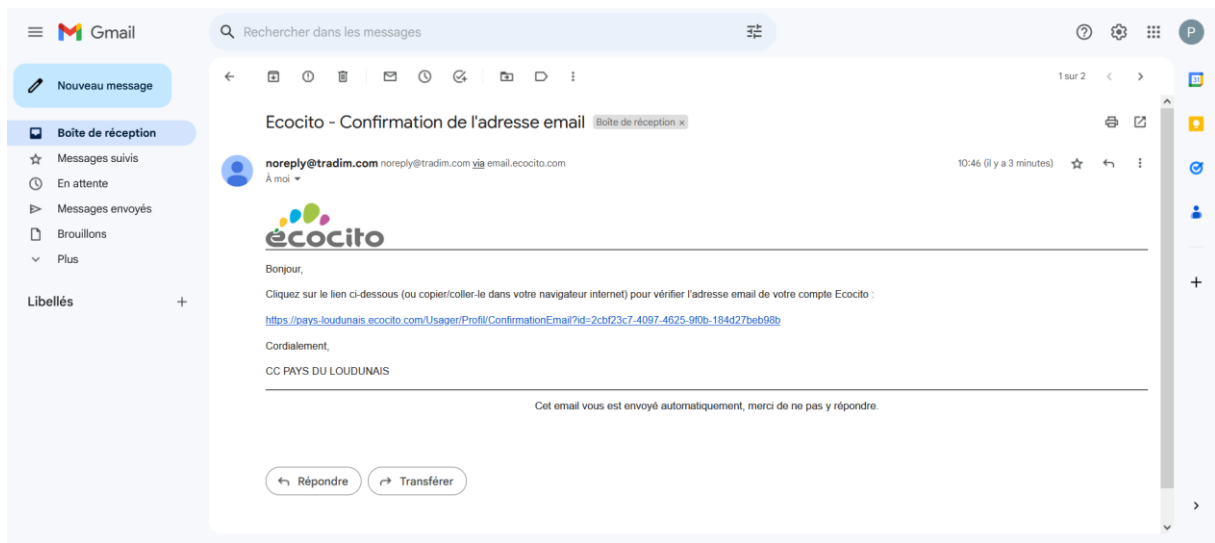 Gmail
Rechercher dans les messages
P
Nouveau message
1 sur 2
31
Boîte de réception
Messages suivis
En attente
Messages envoyés
Brouillons
Plus
Libellés
Ecocito - Confirmation de l'adresse email Boîte de réception ×
noreply@tradim.com noreply@tradim.com via email.ecocito.com
10:46 (il y a 3 minutes)
À moi
écocito
Bonjour,
Cliquez sur le lien ci-dessous (ou copier/coller-le dans votre navigateur internet) pour vérifier l'adresse email de votre compte Ecocito :
https://pays-loudunais.ecocito.com/Usager/Profil/ConfirmationEmail?id=2cbf23c7-4097-4625-9f0b-184d27beb98b
Cordialement,
CC PAYS DU LOUDUNAIS
Cet email vous est envoyé automatiquement, merci de ne pas y répondre.
Répondre
Transférer